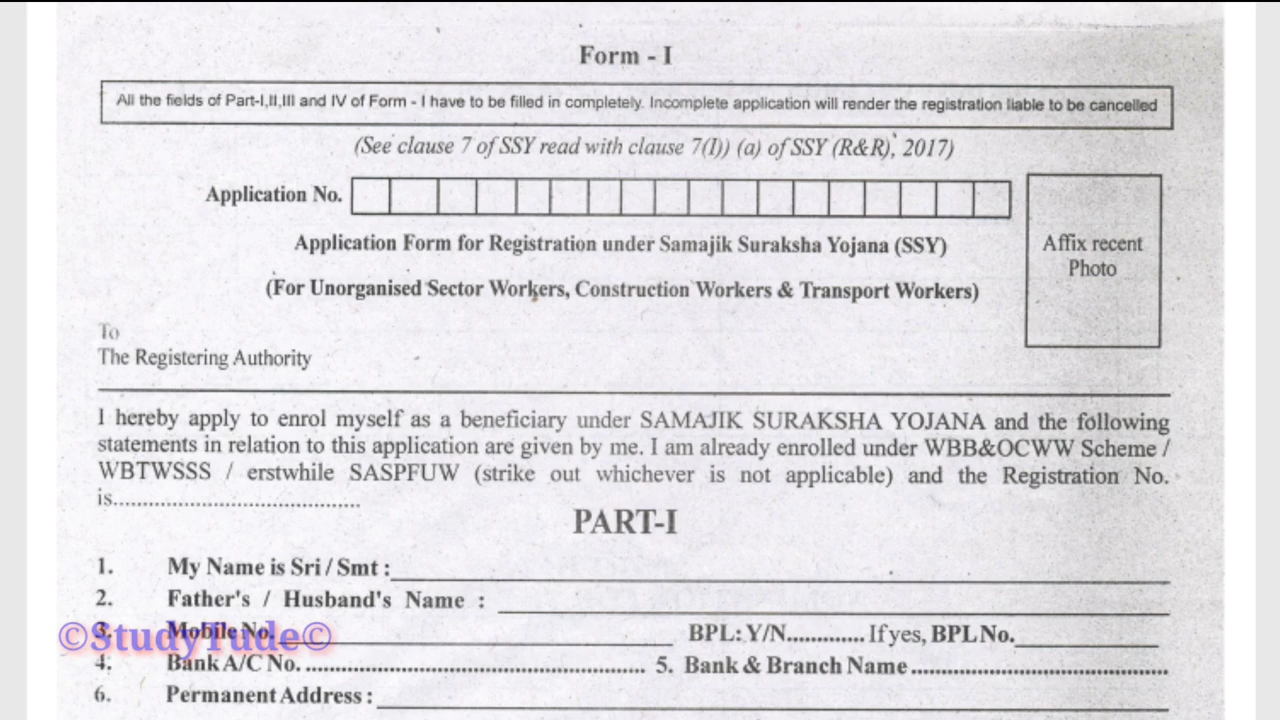 Form - I
All the fields of Part-I,II,III and IV of Form - I have to be filled in completely. Incomplete application will render the registration liable to be cancelled
(See clause 7 of SSY read with clause 7(I)) (a) of SSY (R&R), 2017)
Application No.
Application Form for Registration under Samajik Suraksha Yojana (SSY)
Affix recent
Photo
(For Unorganised Sector Workers, Construction Workers & Transport Workers)
To
The Registering Authority
I hereby apply to enrol myself as a beneficiary under SAMAJIK SURAKSHA YOJANA and the following
statements in relation to this application are given by me. I am already enrolled under WBB&OCWW Scheme /
WBTWSSS / erstwhile SASPFUW (strike out whichever is not applicable) and the Registration No.
is.......................................
PART-I
1. My Name is Sri / Smt :
2. Father's / Husband's Name :
3. Mobile No. BPL: Y/N............. If yes, BPL No.
©StudyTude©
4. Bank A/C No. ................................................. 5. Bank & Branch Name .....................................
6. Permanent Address :